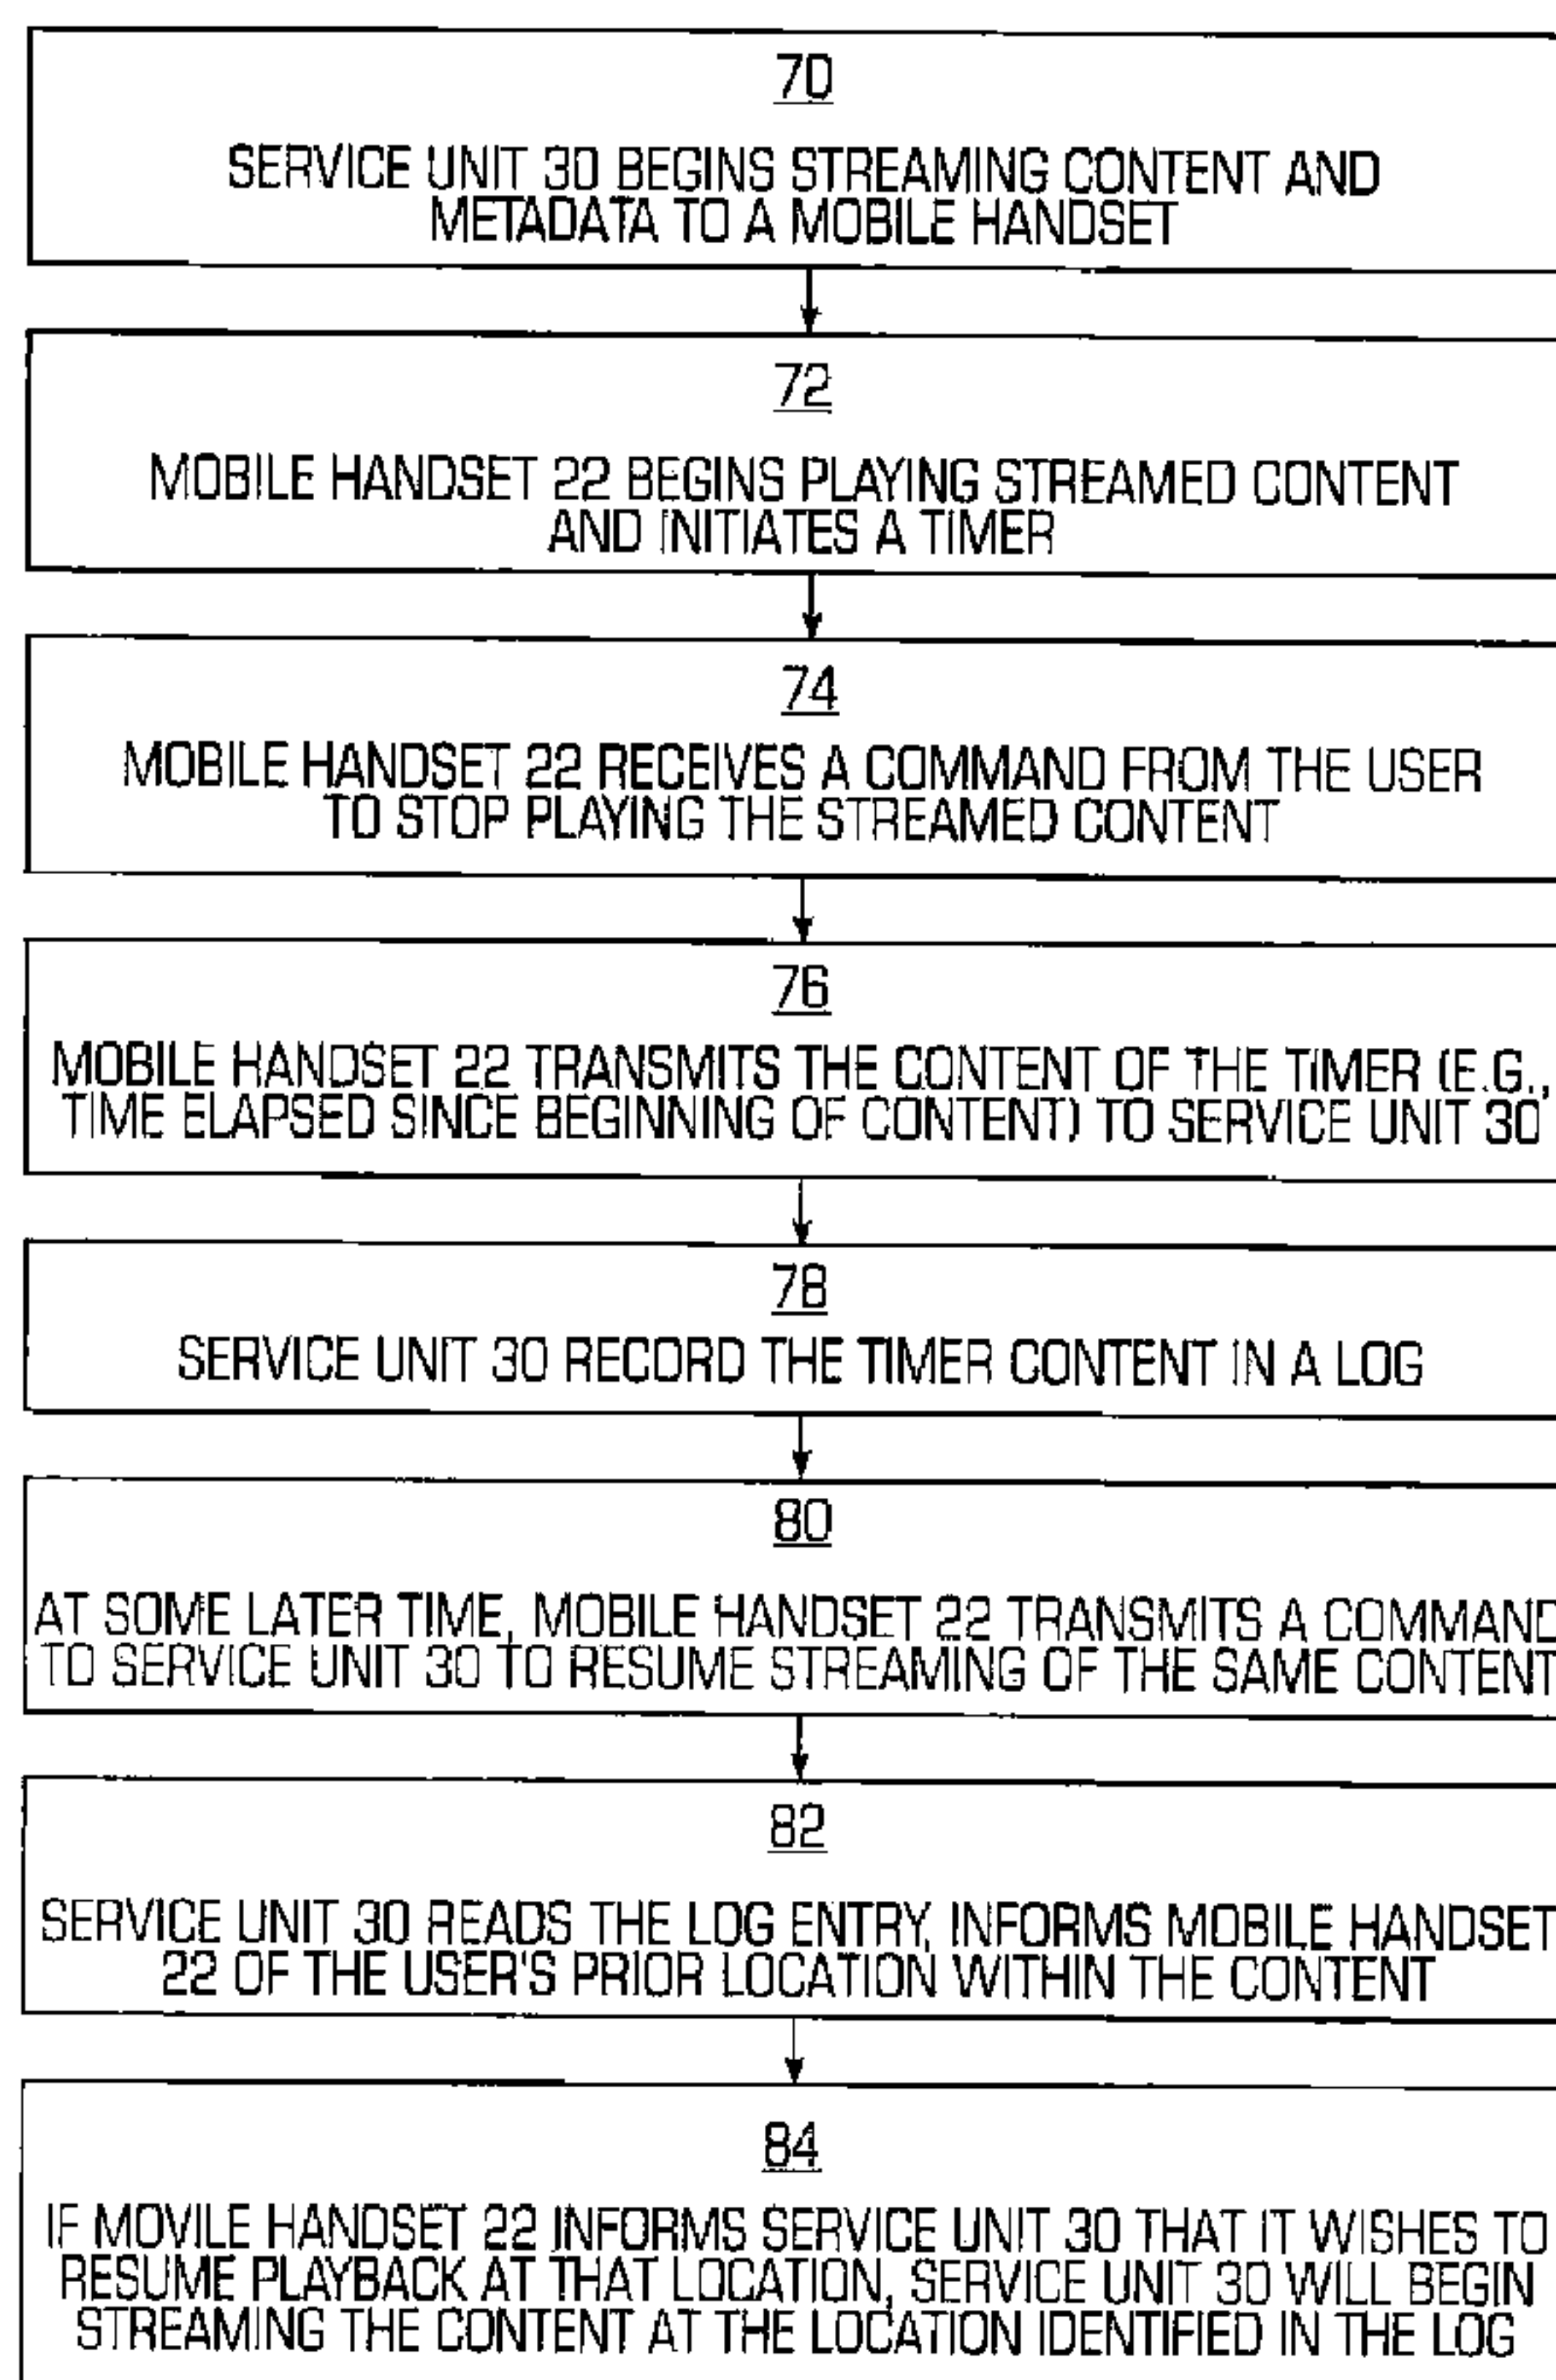 70
SERVICE UNIT 30 BEGINS STREAMING CONTENT AND
METADATA TO A MOBILE HANDSET
72
MOBILE HANDSET 22 BEGINS PLAYING STREAMED CONTENT
AND INITIATES A TIMER
74
MOBILE HANDSET 22 RECEIVES A COMMAND FROM THE USER
TO STOP PLAYING THE STREAMED CONTENT
76
MOBILE HANDSET 22 TRANSMITS THE CONTENT OF THE TIMER (E.G.,
TIME ELAPSED SINCE BEGINNING OF CONTENT) TO SERVICE UNIT 30
78
SERVICE UNIT 30 RECORD THE TIMER CONTENT IN A LOG
80
AT SOME LATER TIME, MOBILE HANDSET 22 TRANSMITS A COMMAND
TO SERVICE UNIT 30 TO RESUME STREAMING OF THE SAME CONTENT
82
SERVICE UNIT 30 READS THE LOG ENTRY, INFORMS MOBILE HANDSET
22 OF THE USER'S PRIOR LOCATION WITHIN THE CONTENT
84
IF MOVILE HANDSET 22 INFORMS SERVICE UNIT 30 THAT IT WISHES TO
RESUME PLAYBACK AT THAT LOCATION, SERVICE UNIT 30 WILL BEGIN
STREAMING THE CONTENT AT THE LOCATION IDENTIFIED IN THE LOG